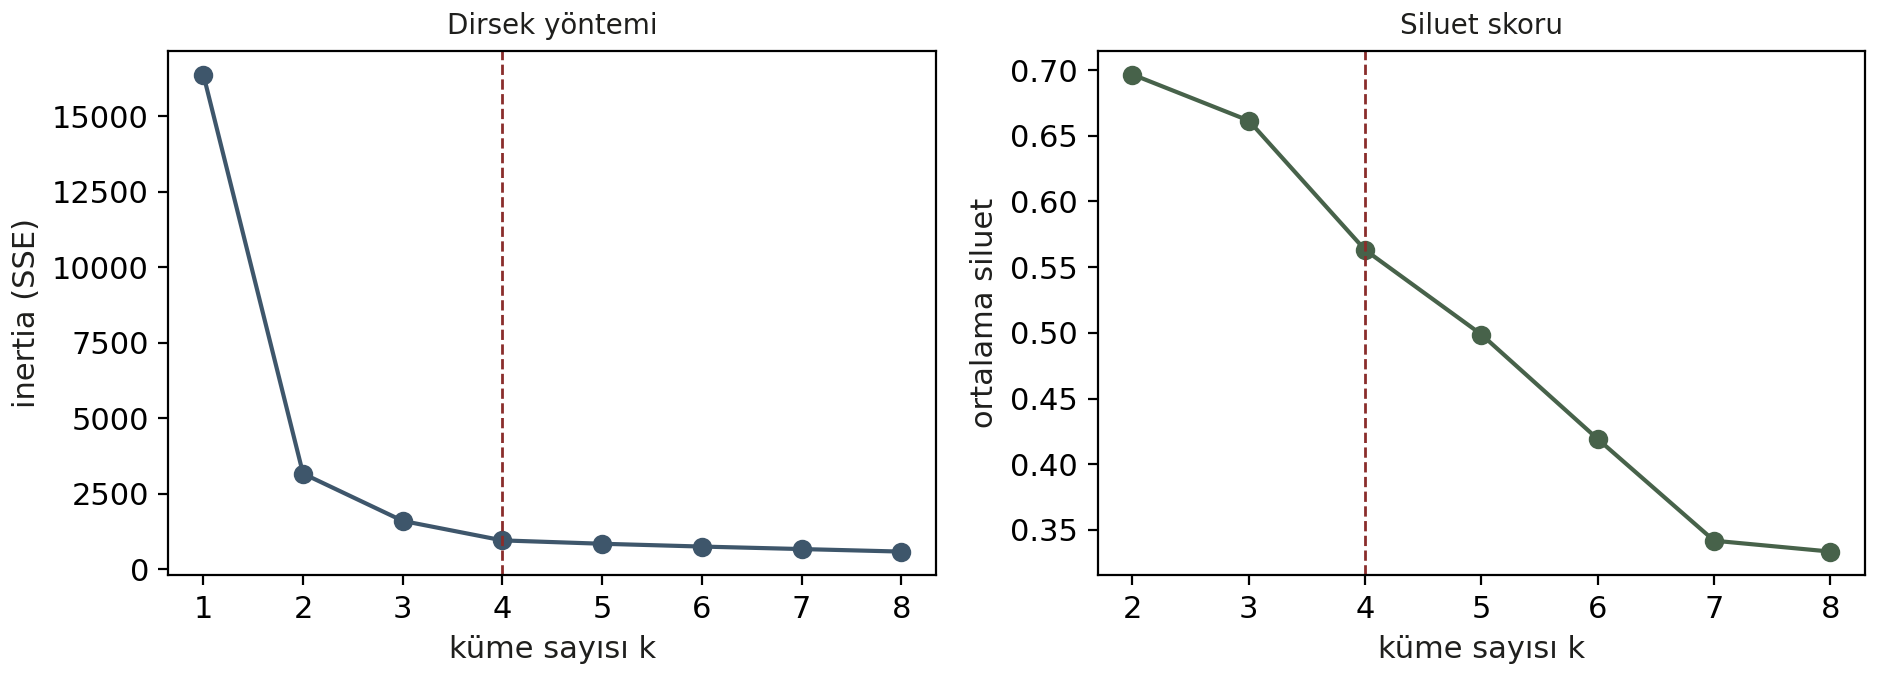 Dirsek yöntemi
inertia (SSE)
15000
12500
10000
7500
5000
2500
0
1 2 3 4 5 6 7 8
küme sayısı k
Siluet skoru
ortalama siluet
0.70
0.65
0.60
0.55
0.50
0.45
0.40
0.35
2 3 4 5 6 7 8
küme sayısı k